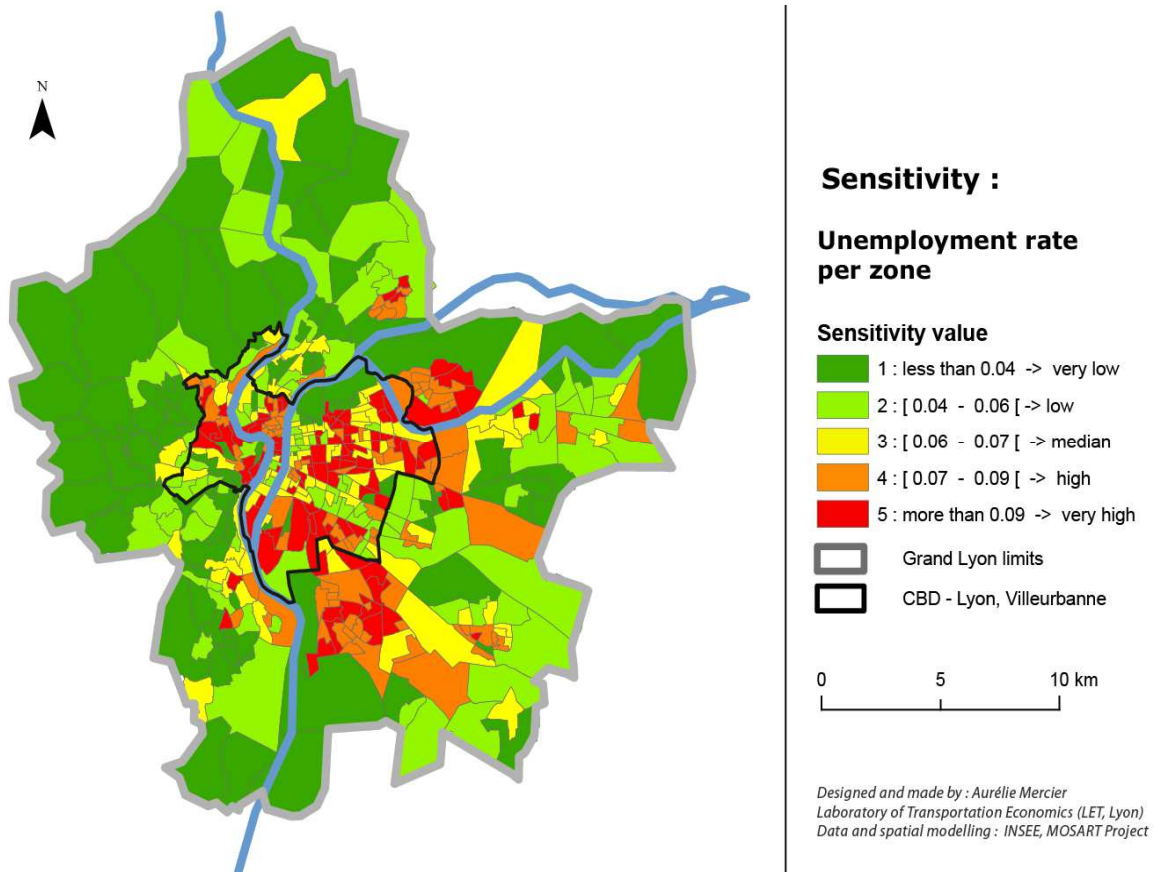 N
Sensitivity :
Unemployment rate
per zone
Sensitivity value
1 : less than 0.04 -> very low
2 : [ 0.04 - 0.06 [ -> low
3 : [ 0.06 - 0.07 [ -> median
4 : [ 0.07 - 0.09 [ -> high
5 : more than 0.09 -> very high
Grand Lyon limits
CBD - Lyon, Villeurbanne
0 5 10 km
Designed and made by : Aurélie Mercier
Laboratory of Transportation Economics (LET, Lyon)
Data and spatial modelling : INSEE, MOSART Project